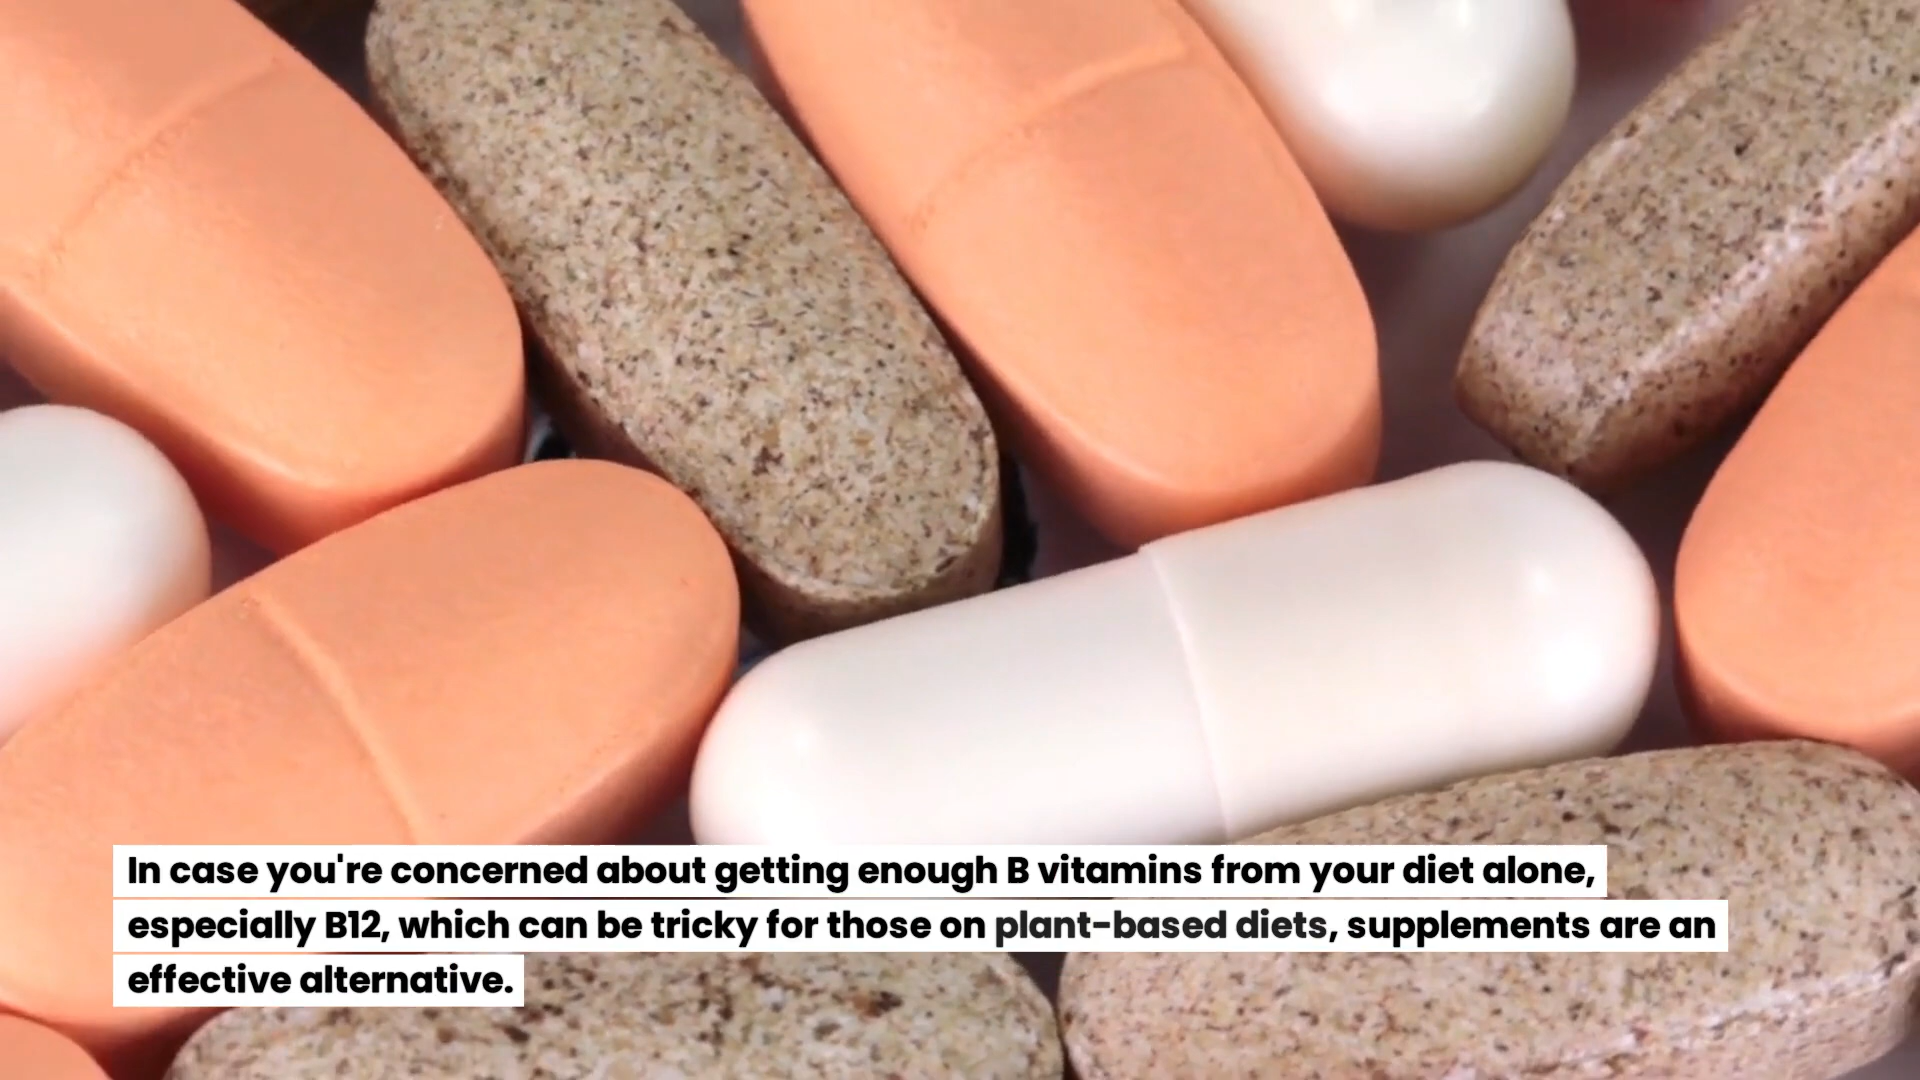 In case you're concerned about getting enough B vitamins from your diet alone,
especially B12, which can be tricky for those on plant-based diets, supplements are an
effective alternative.